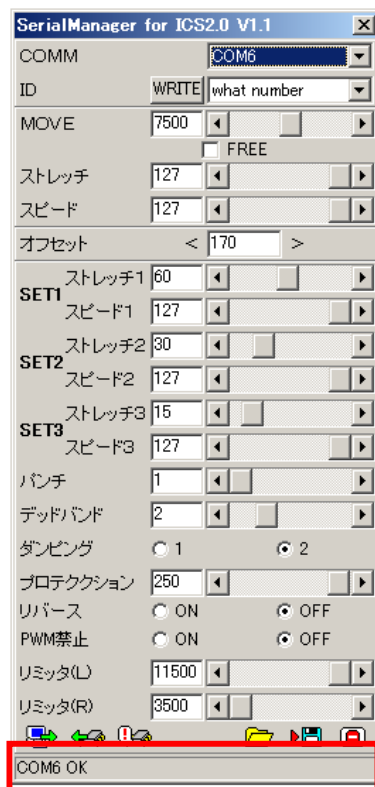 SerialManager for ICS2.0 V1.1
COMM COM6
ID WRITE what number
MOVE 7500
FREE
ストレッチ 127
スピード 127
オフセット < 170 >
SET1
ストレッチ1 60
スピード1 127
SET2
ストレッチ2 30
スピード2 127
SET3
ストレッチ3 15
スピード3 127
パンチ 1
デッドバンド 2
ダンピング 1 2
プロテククション 250
リバース ON OFF
PWM禁止 ON OFF
リミッタ(L) 11500
リミッタ(R) 3500
COM6 OK